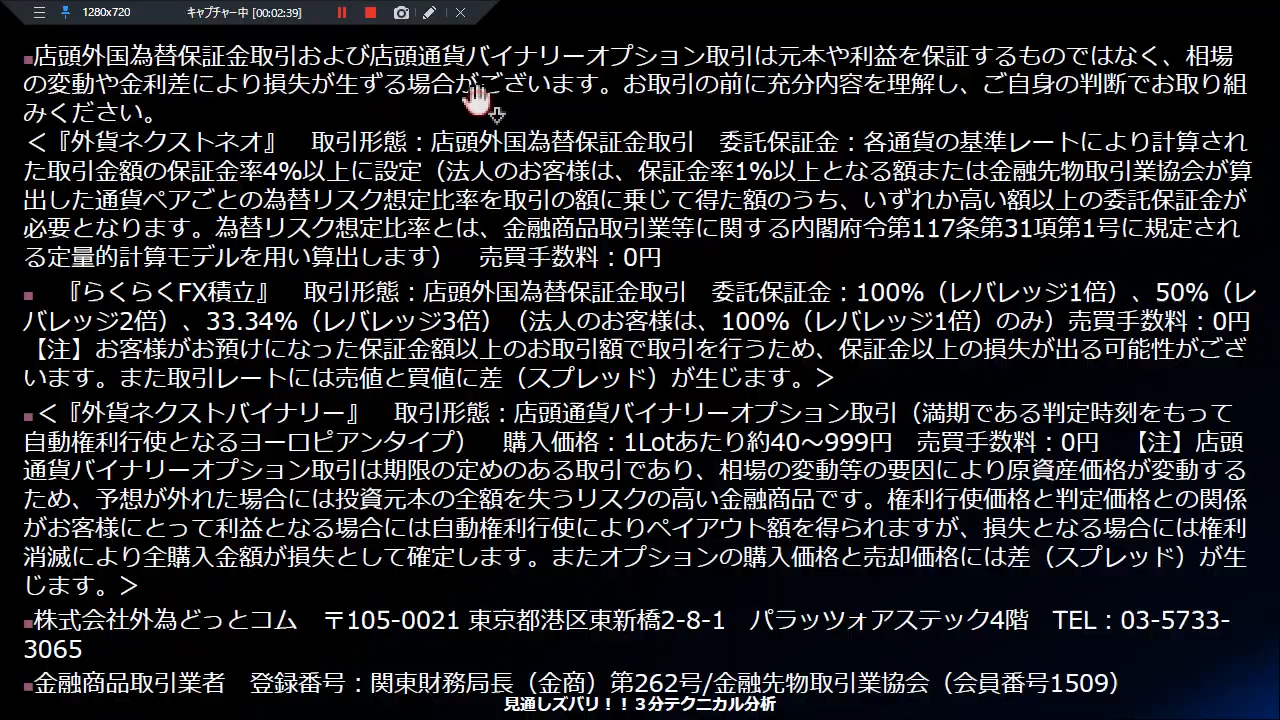 1280x720 キャプチャー中 [00:02:39]
■店頭外国為替保証金取引および店頭通貨バイナリーオプション取引は元本や利益を保証するものではなく、相場
の変動や金利差により損失が生ずる場合がございます。お取引の前に充分内容を理解し、ご自身の判断でお取り組
みください。
＜『外貨ネクストネオ』　取引形態：店頭外国為替保証金取引　委託保証金：各通貨の基準レートにより計算され
た取引金額の保証金率4%以上に設定（法人のお客様は、保証金率1%以上となる額または金融先物取引業協会が算
出した通貨ペアごとの為替リスク想定比率を取引の額に乗じて得た額のうち、いずれか高い額以上の委託保証金が
必要となります。為替リスク想定比率とは、金融商品取引業等に関する内閣府令第117条第31項第1号に規定され
る定量的計算モデルを用い算出します）　売買手数料：0円
■　『らくらくFX積立』　取引形態：店頭外国為替保証金取引　委託保証金：100%（レバレッジ1倍）、50%（レ
バレッジ2倍）、33.34%（レバレッジ3倍）（法人のお客様は、100%（レバレッジ1倍）のみ）売買手数料：0円
【注】お客様がお預けになった保証金額以上のお取引額で取引を行うため、保証金以上の損失が出る可能性がござ
います。また取引レートには売値と買値に差（スプレッド）が生じます。＞
■＜『外貨ネクストバイナリー』　取引形態：店頭通貨バイナリーオプション取引（満期である判定時刻をもって
自動権利行使となるヨーロピアンタイプ）　購入価格：1Lotあたり約40～999円　売買手数料：0円　【注】店頭
通貨バイナリーオプション取引は期限の定めのある取引であり、相場の変動等の要因により原資産価格が変動する
ため、予想が外れた場合には投資元本の全額を失うリスクの高い金融商品です。権利行使価格と判定価格との関係
がお客様にとって利益となる場合には自動権利行使によりペイアウト額を得られますが、損失となる場合には権利
消滅により全購入金額が損失として確定します。またオプションの購入価格と売却価格には差（スプレッド）が生
じます。＞
■株式会社外為どっとコム　〒105-0021 東京都港区東新橋2-8-1　パラッツォアステック4階　TEL：03-5733-
3065
■金融商品取引業者　登録番号：関東財務局長（金商）第262号/金融先物取引業協会（会員番号1509）
見通しズバリ！！３分テクニカル分析